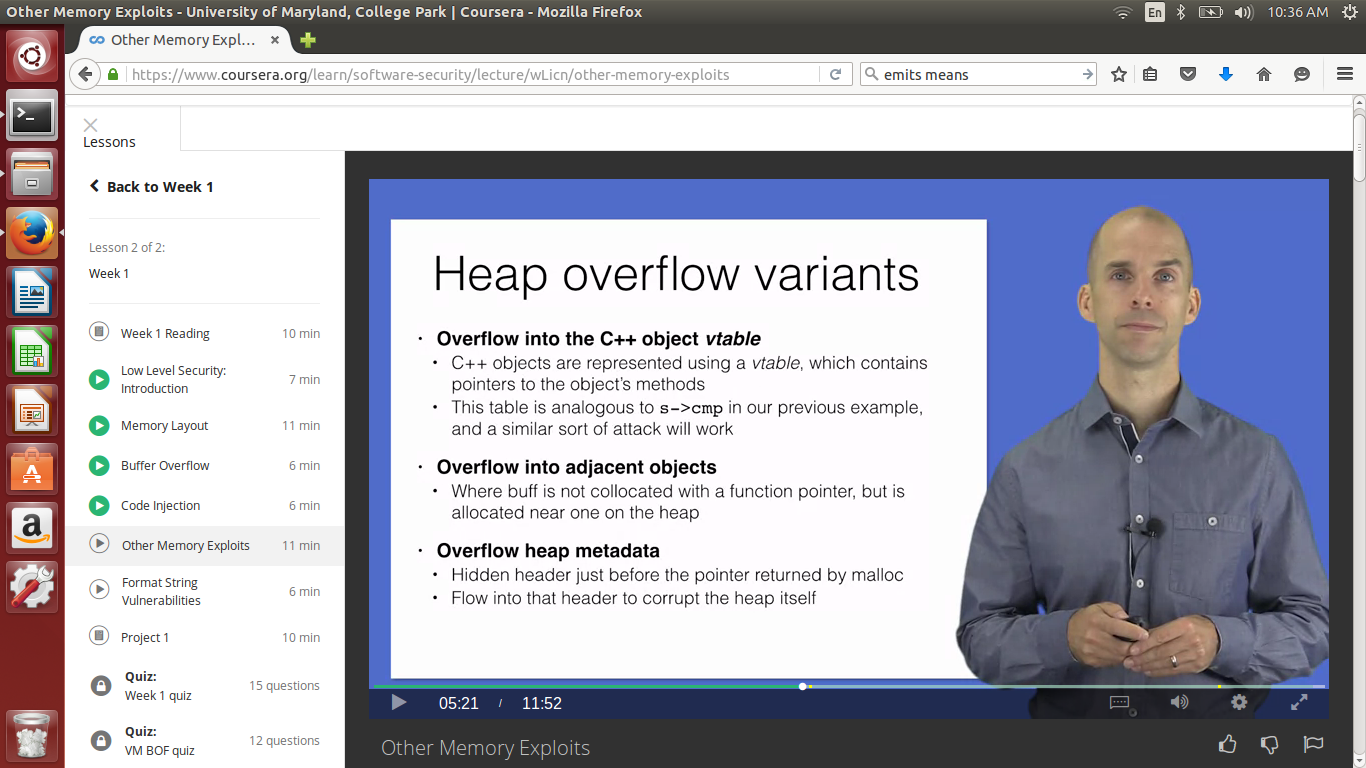 Other Memory Exploits - University of Maryland, College Park | Coursera - Mozilla Firefox
En
10:36 AM
Other Memory Expl...
https://www.coursera.org/learn/software-security/lecture/wLicn/other-memory-exploits
emits means
Lessons
Back to Week 1
Lesson 2 of 2:
Week 1
Week 1 Reading 10 min
Low Level Security:
Introduction 7 min
Memory Layout 11 min
Buffer Overflow 6 min
Code Injection 6 min
Other Memory Exploits 11 min
Format String
Vulnerabilities 6 min
Project 1 10 min
Quiz:
Week 1 quiz 15 questions
Quiz:
VM BOF quiz 12 questions
Heap overflow variants
• Overflow into the C++ object vtable
• C++ objects are represented using a vtable, which contains
pointers to the object's methods
• This table is analogous to s->cmp in our previous example,
and a similar sort of attack will work
• Overflow into adjacent objects
• Where buff is not collocated with a function pointer, but is
allocated near one on the heap
• Overflow heap metadata
• Hidden header just before the pointer returned by malloc
• Flow into that header to corrupt the heap itself
05:21 / 11:52
Other Memory Exploits